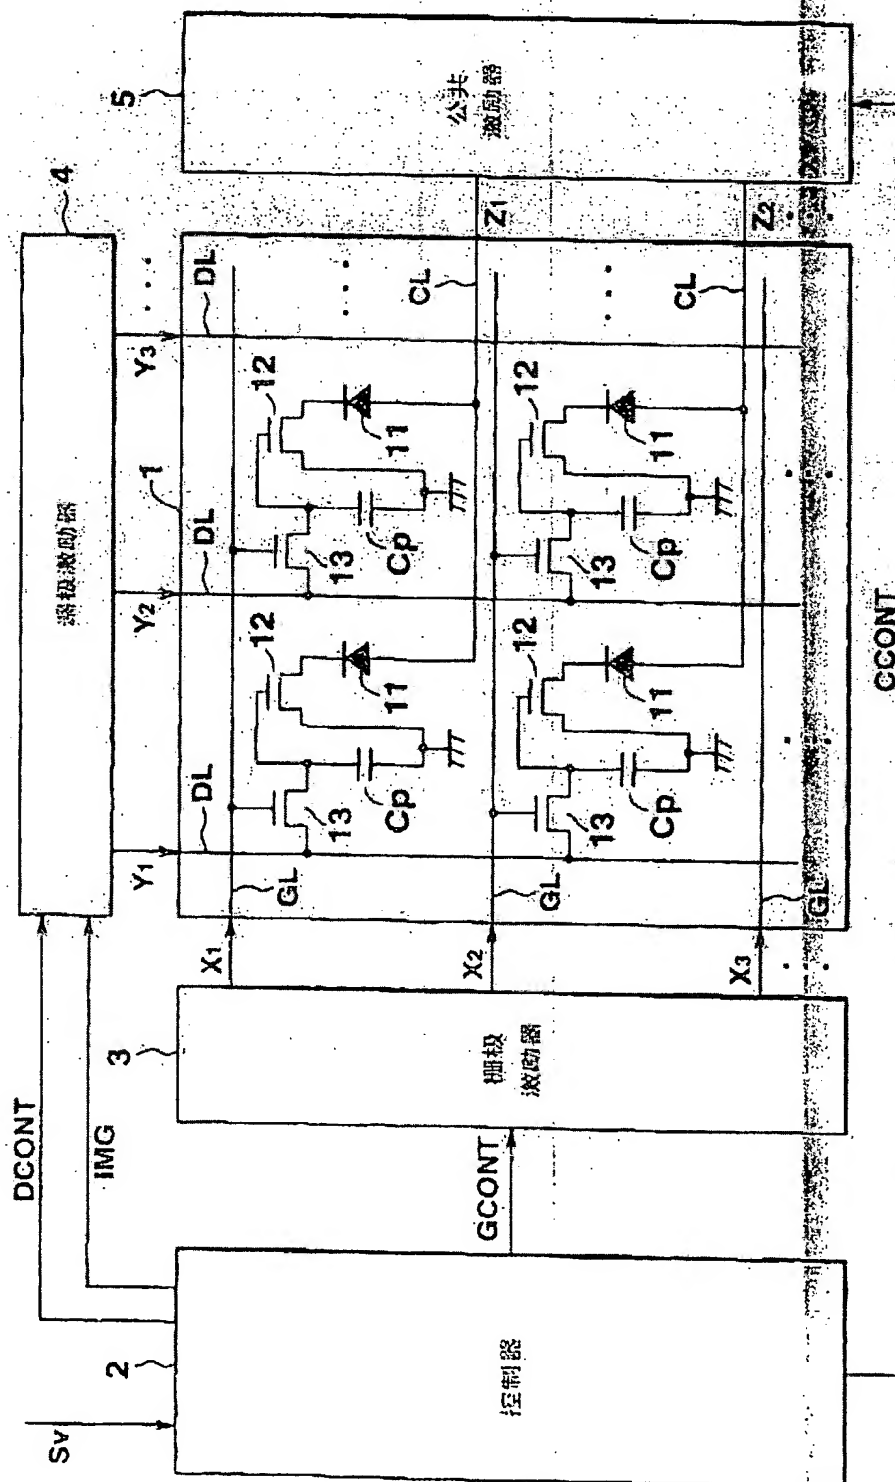 Sv
DCONT
IMG
4
漏极激励器
2
3
Y1
Y2
1
Y3
. . .
5
DL
DL
DL
X1
GL
12
12
13
13
11
11
Cp
Cp
. . .
CL
Z1
控制器
GCONT
栅极
激励器
公共
激励器
X2
GL
12
12
13
13
11
11
Cp
Cp
. . .
CL
Z2
X3
GL
CCONT